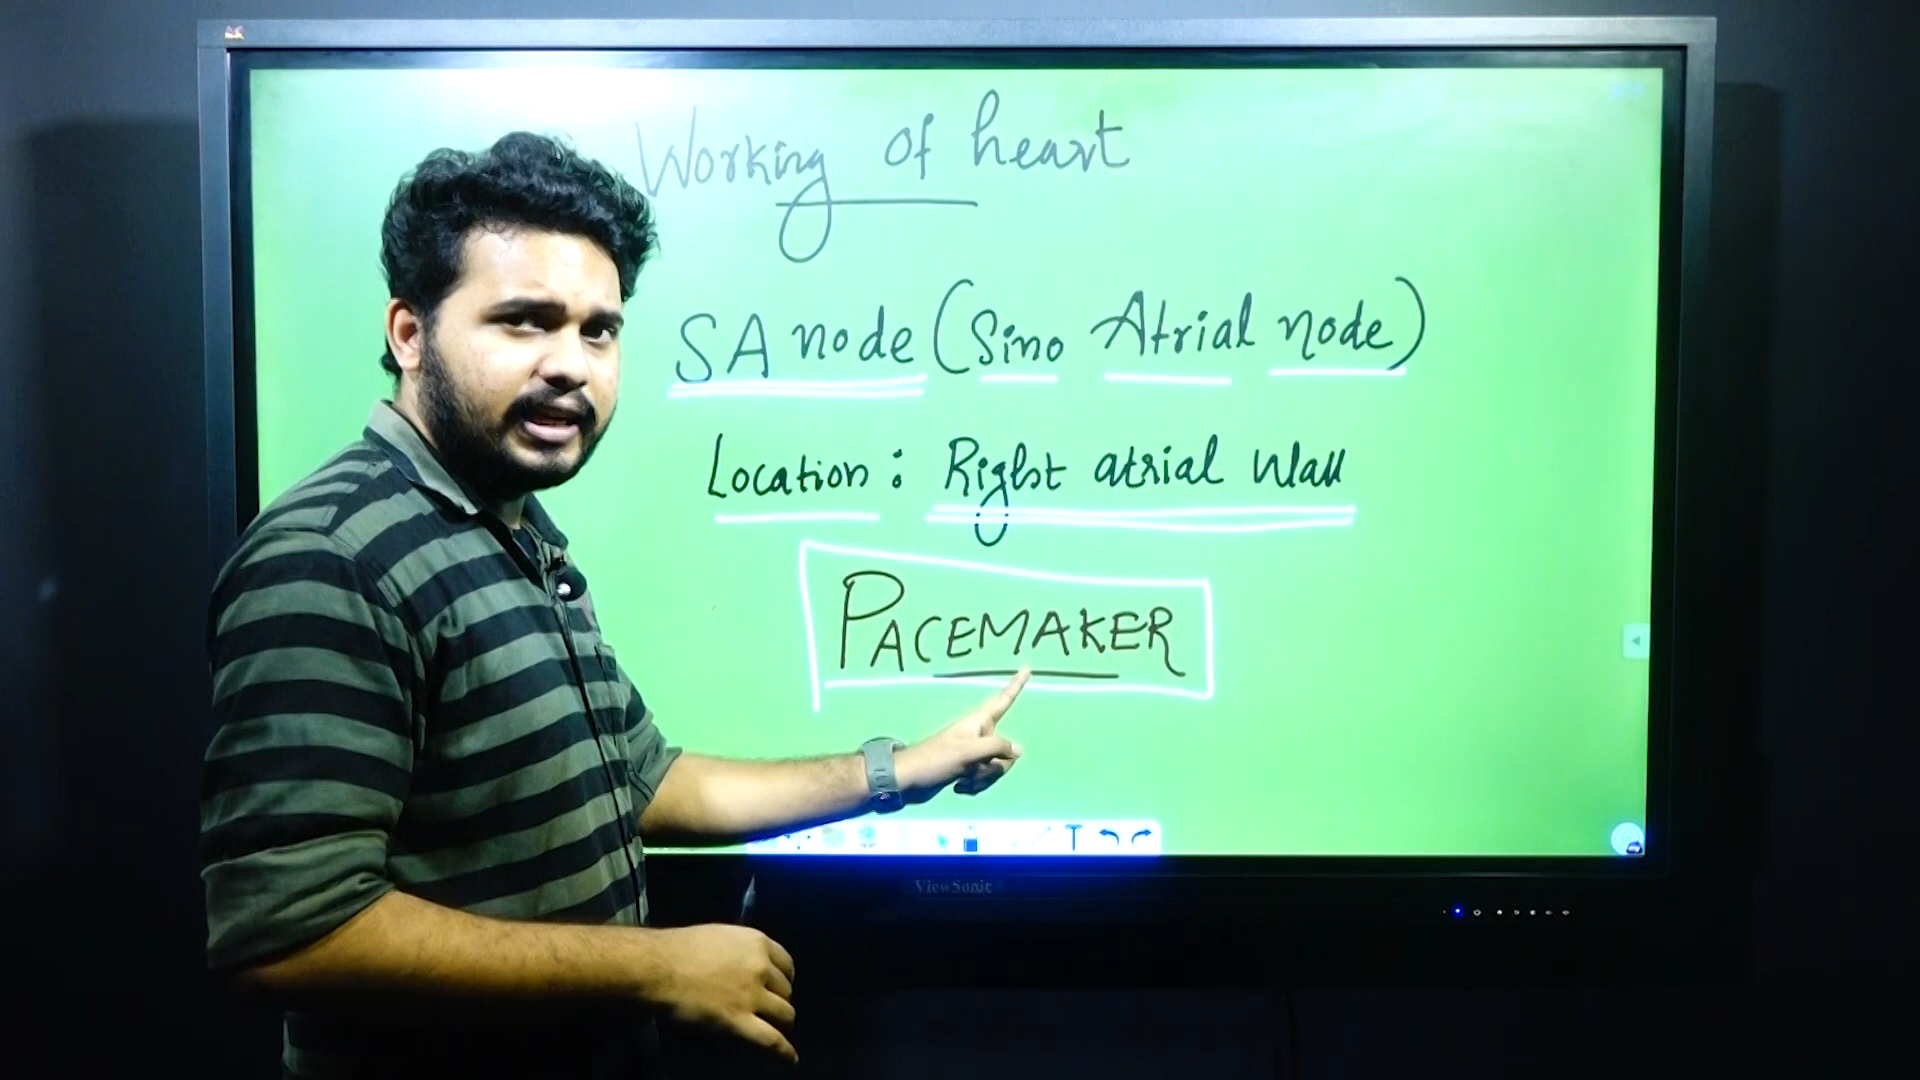 Working of heart
SA node (Sino Atrial node)
Location : Right atrial wall
PACEMAKER
T
ViewSonic